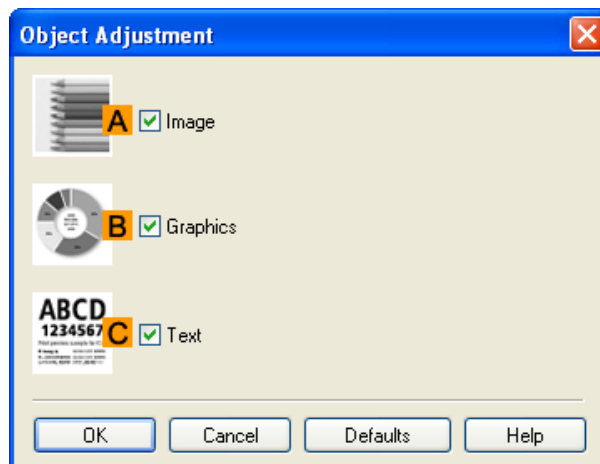 Object Adjustment
A Image
B Graphics
ABCD
1234567
C Text
OK Cancel Defaults Help